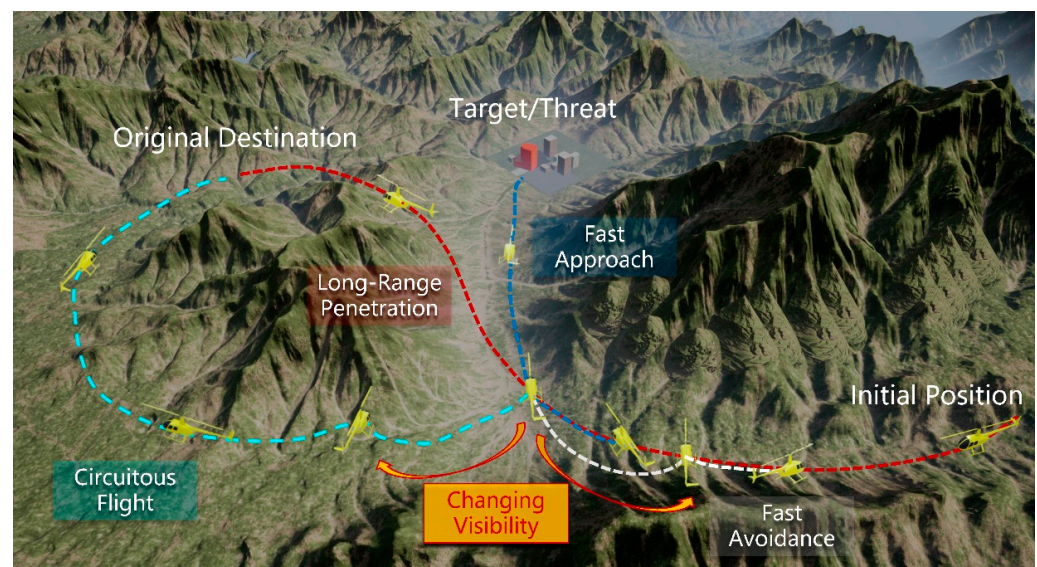 Target/Threat
Original Destination
Fast
Approach
Long-Range
Penetration
Initial Position
Circuitous
Flight
Changing
Visibility
Fast
Avoidance